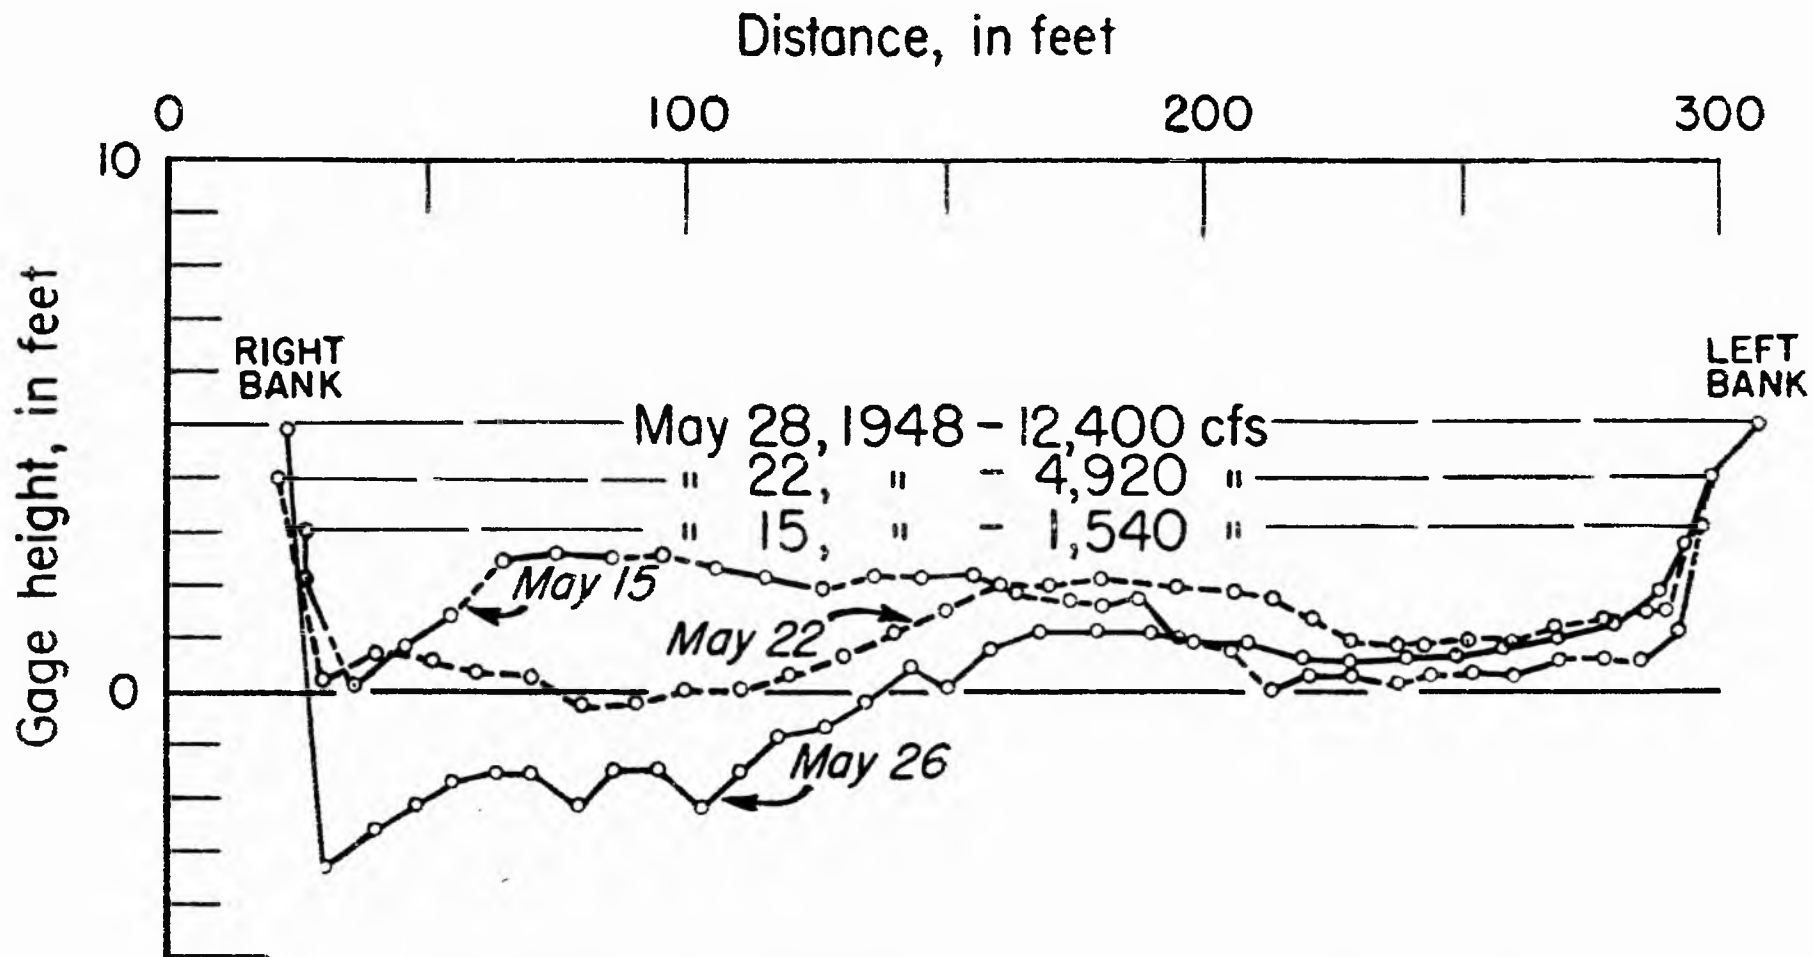 Distance, in feet
0 100 200 300
10
Gage height, in feet
RIGHT
BANK
LEFT
BANK
May 28, 1948 - 12,400 cfs
" 22, " - 4,920 "
" 15, " - 1,540 "
May 15
May 22
0
May 26